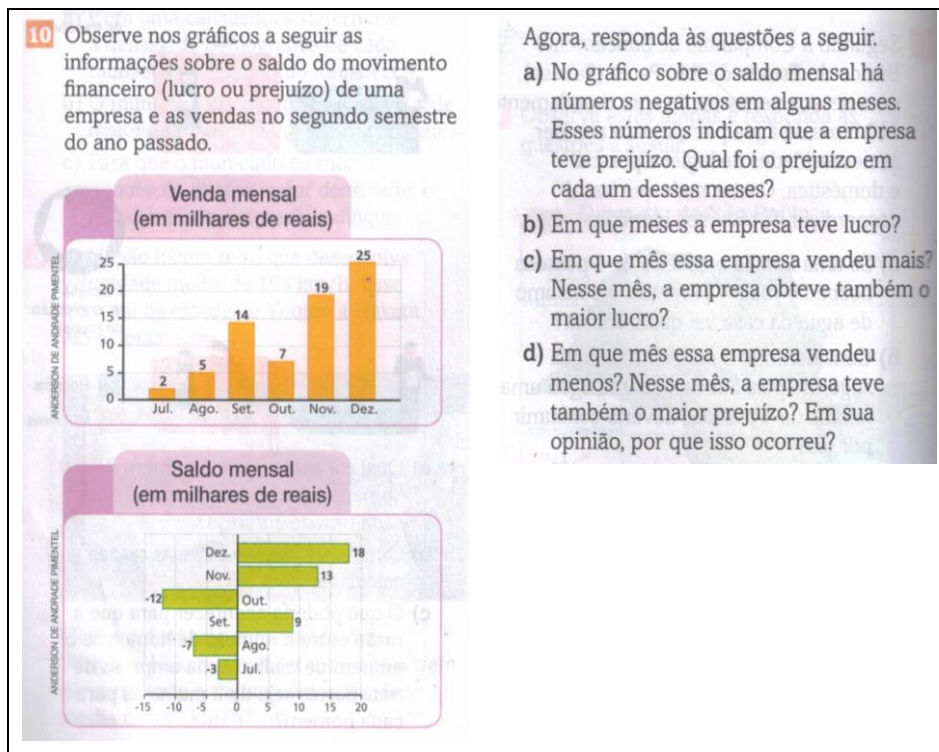 10 Observe nos gráficos a seguir as
informações sobre o saldo do movimento
financeiro (lucro ou prejuízo) de uma
empresa e as vendas no segundo semestre
do ano passado.
Venda mensal
(em milhares de reais)
ANDERSON DE ANDRADE PIMENTEL
25
20
15
10
5
0
2
5
14
7
19
25
Jul. Ago. Set. Out. Nov. Dez.
Saldo mensal
(em milhares de reais)
ANDERSON DE ANDRADE PIMENTEL
Dez. 18
Nov. 13
-12 Out.
Set. 9
-7 Ago.
-3 Jul.
-15 -10 -5 0 5 10 15 20
Agora, responda às questões a seguir.
a) No gráfico sobre o saldo mensal há
números negativos em alguns meses.
Esses números indicam que a empresa
teve prejuízo. Qual foi o prejuízo em
cada um desses meses?
b) Em que meses a empresa teve lucro?
c) Em que mês essa empresa vendeu mais?
Nesse mês, a empresa obteve também o
maior lucro?
d) Em que mês essa empresa vendeu
menos? Nesse mês, a empresa teve
também o maior prejuízo? Em sua
opinião, por que isso ocorreu?